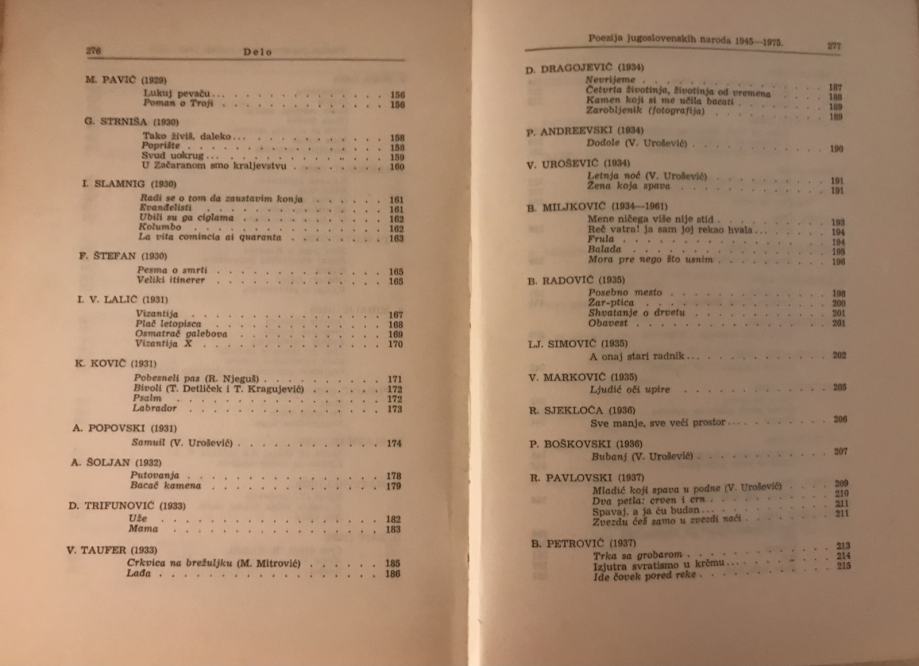 276 Delo
M. PAVIĆ (1929)
Lukuj pevaču... 156
Poman o Troji 156
G. STRNIŠA (1930)
Tako živiš, daleko... 158
Poprište 158
Svud uokrug... 159
U Začaranom smo kraljevstvu 160
I. SLAMNIG (1930)
Radi se o tom da zaustavim konja 161
Evanđelisti 161
Ubili su ga ciglama 162
Kolumbo 162
La vita comincia ai quaranta 163
F. ŠTEFAN (1930)
Pesma o smrti 165
Veliki itinerer 165
I. V. LALIĆ (1931)
Vizantija 167
Plač letopisca 168
Osmatrač galebova 169
Vizantija X 170
K. KOVIČ (1931)
Pobesneli pas (R. Njeguš) 171
Bivoli (T. Detliček i T. Kragujević) 172
Psalm 172
Labrador 173
A. POPOVSKI (1931)
Samuil (V. Urošević) 174
A. ŠOLJAN (1932)
Putovanja 178
Bacač kamena 179
D. TRIFUNOVIĆ (1933)
Uže 182
Mama 183
V. TAUFER (1933)
Crkvica na brežuljku (M. Mitrović) 185
Lađa 186
Poezija jugoslovenskih naroda 1945—1975. 277
D. DRAGOJEVIĆ (1934)
Nevrijeme 187
Četvrta životinja, životinja od vremena 188
Kamen koji si me učila bacati 189
Zarobljenik (fotografija) 189
P. ANDREEVSKI (1934)
Dodole (V. Urošević) 190
V. UROŠEVIĆ (1934)
Letnja noć (V. Urošević) 191
Žena koja spava 191
B. MILJKOVIĆ (1934—1961)
Mene ničega više nije stid 193
Reč vatra! ja sam joj rekao hvala... 194
Frula 194
Balada 195
Mora pre nego što usnim 196
B. RADOVIĆ (1935)
Posebno mesto 198
Žar-ptica 200
Shvatanje o drvetu 201
Obavest 201
LJ. SIMOVIĆ (1935)
A onaj stari radnik... 202
V. MARKOVIĆ (1935)
Ljudić oči upire 205
R. SJEKLOĆA (1936)
Sve manje, sve veći prostor... 206
P. BOŠKOVSKI (1936)
Bubanj (V. Urošević) 207
R. PAVLOVSKI (1937)
Mladić koji spava u podne (V. Urošević) 209
Dva petla: crven i crn 210
Spavaj, a ja ću budan... 211
Zvezdu ćeš samo u zvezdi naći 211
B. PETROVIĆ (1937)
Trka sa grobarom 213
Izjutra svratismo u krčmu... 214
Ide čovek pored reke 215